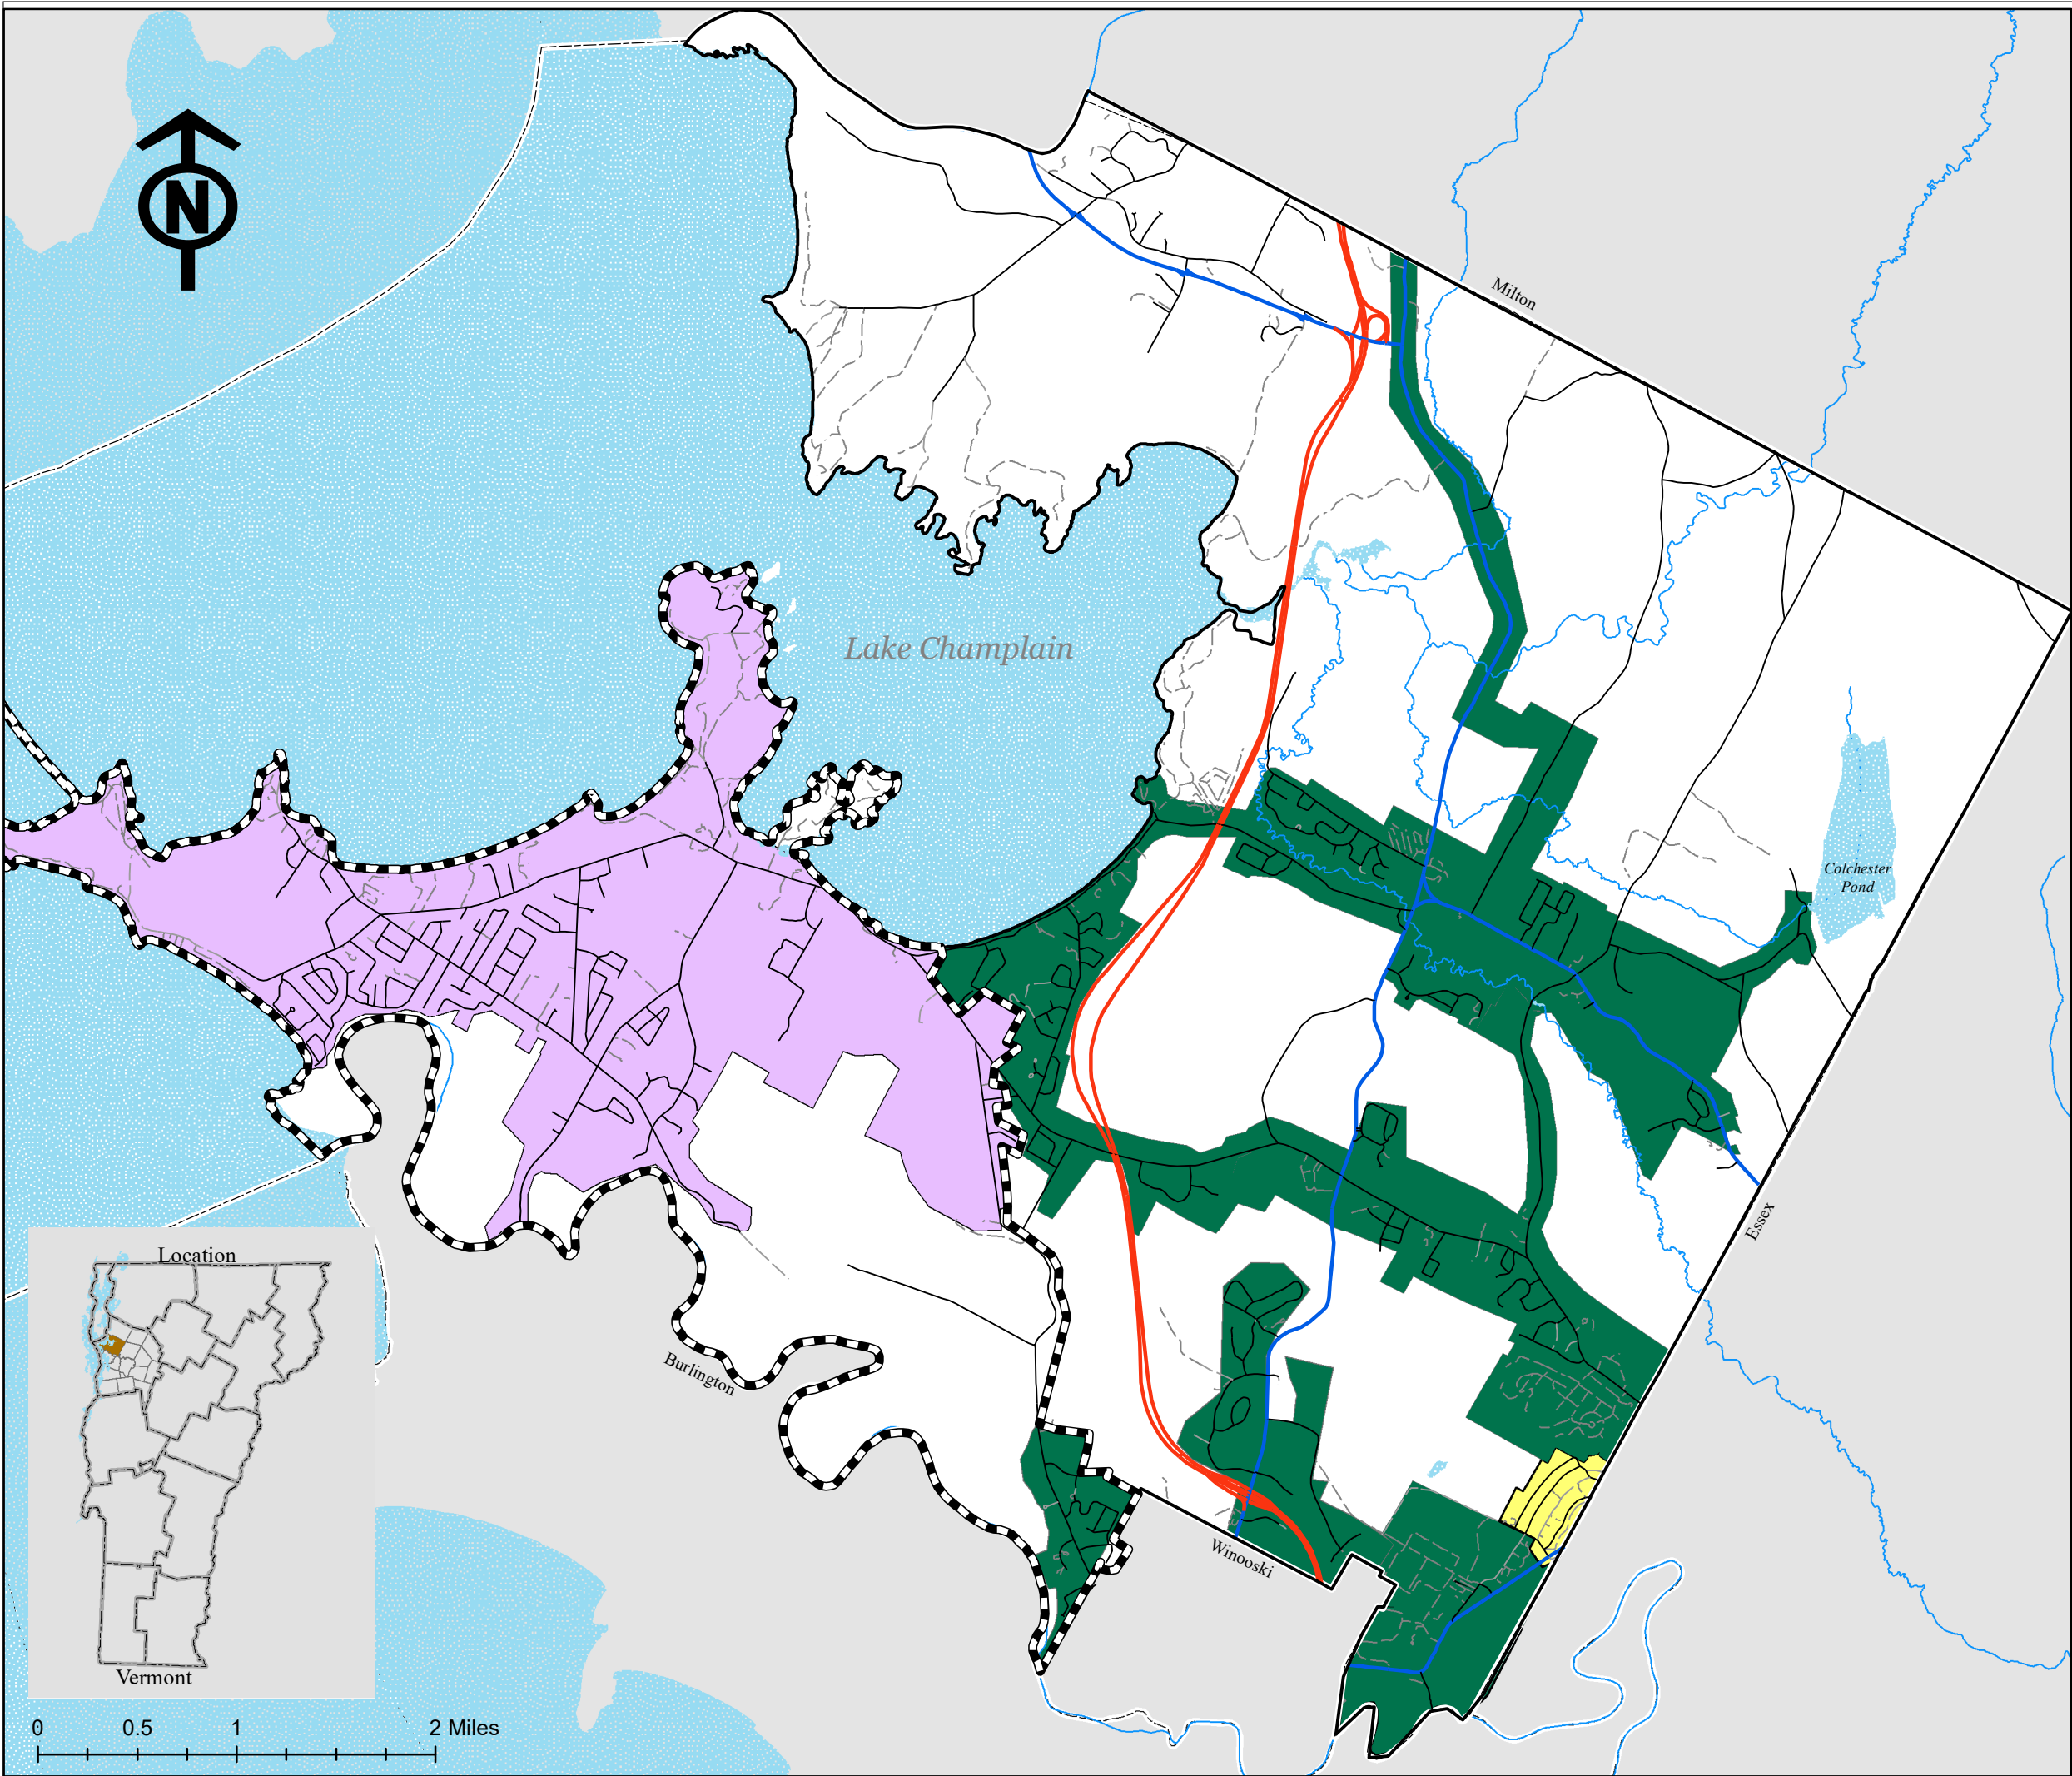 N
Milton
Lake Champlain
Colchester
Pond
Essex
Location
Burlington
Winooski
Vermont
0 0.5 1 2 Miles